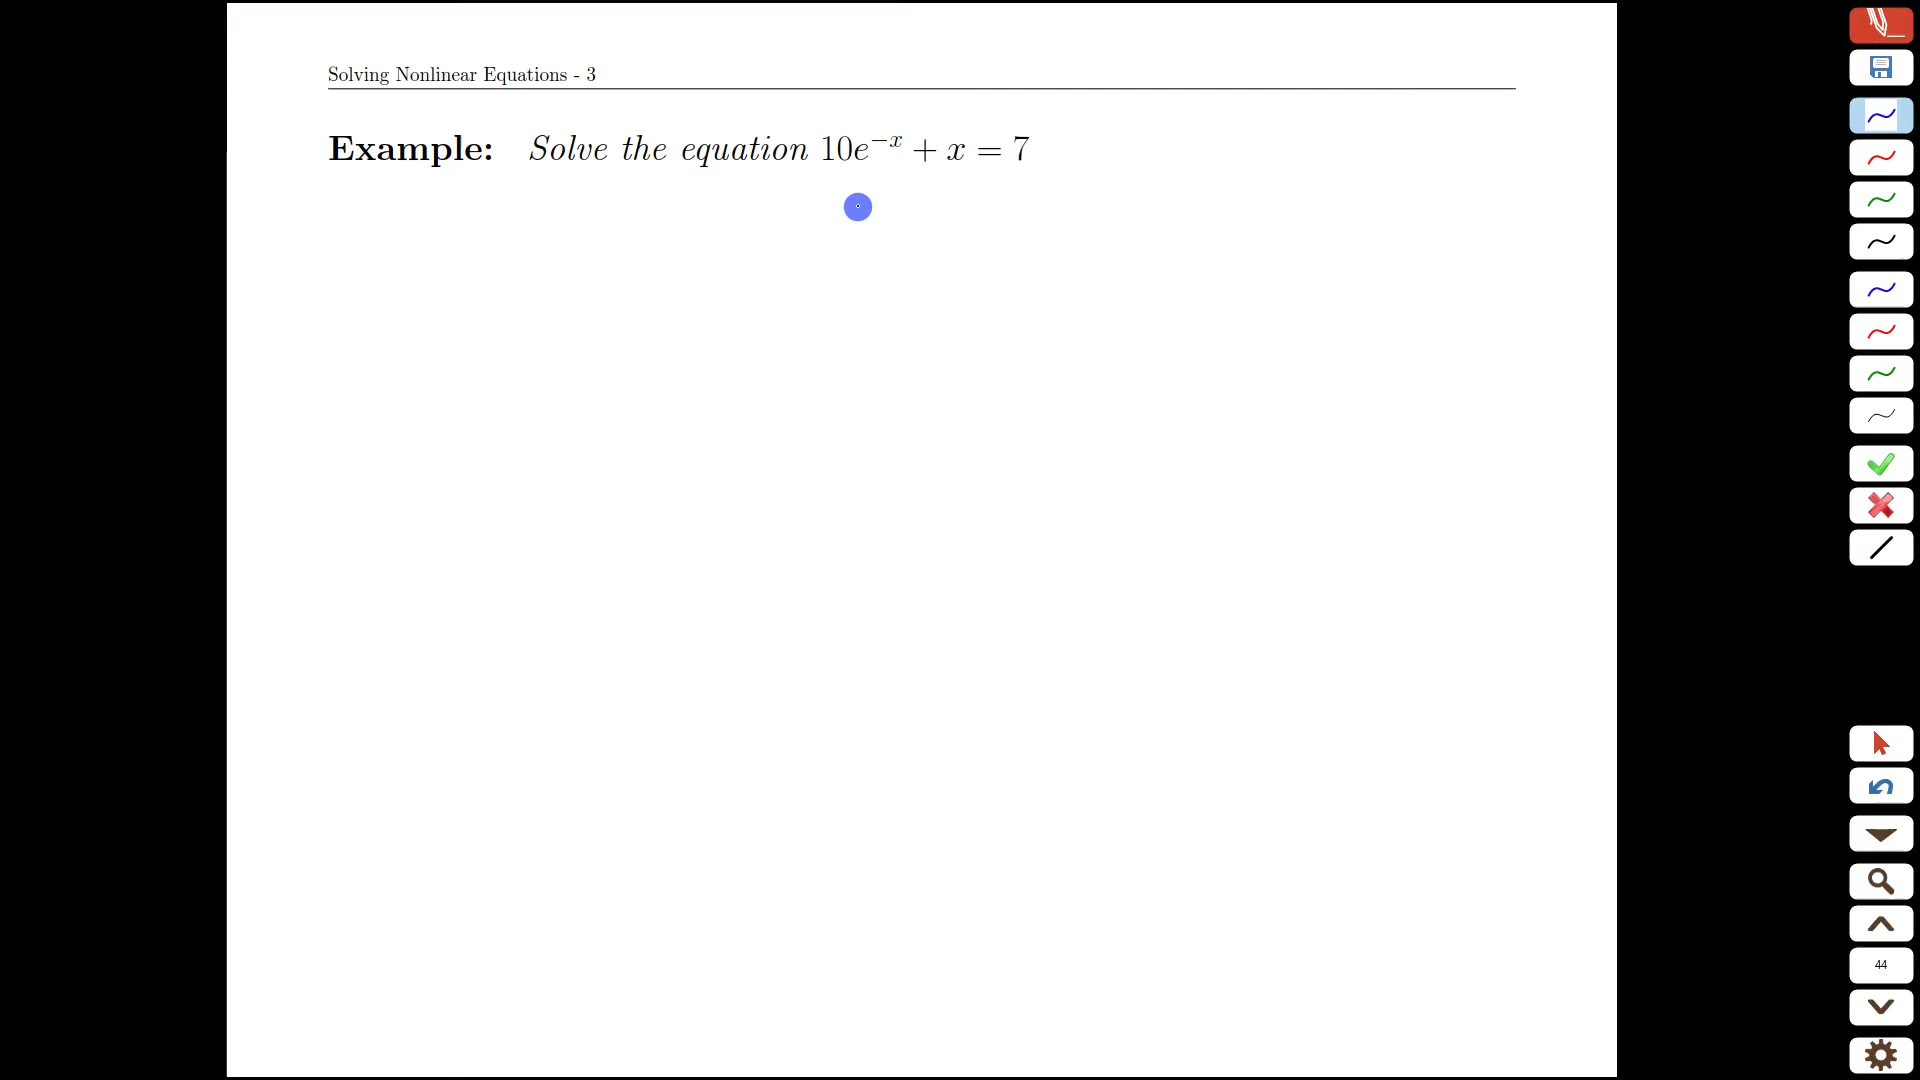 Solving Nonlinear Equations - 3
Example: Solve the equation 10e⁻ˣ + x = 7
44